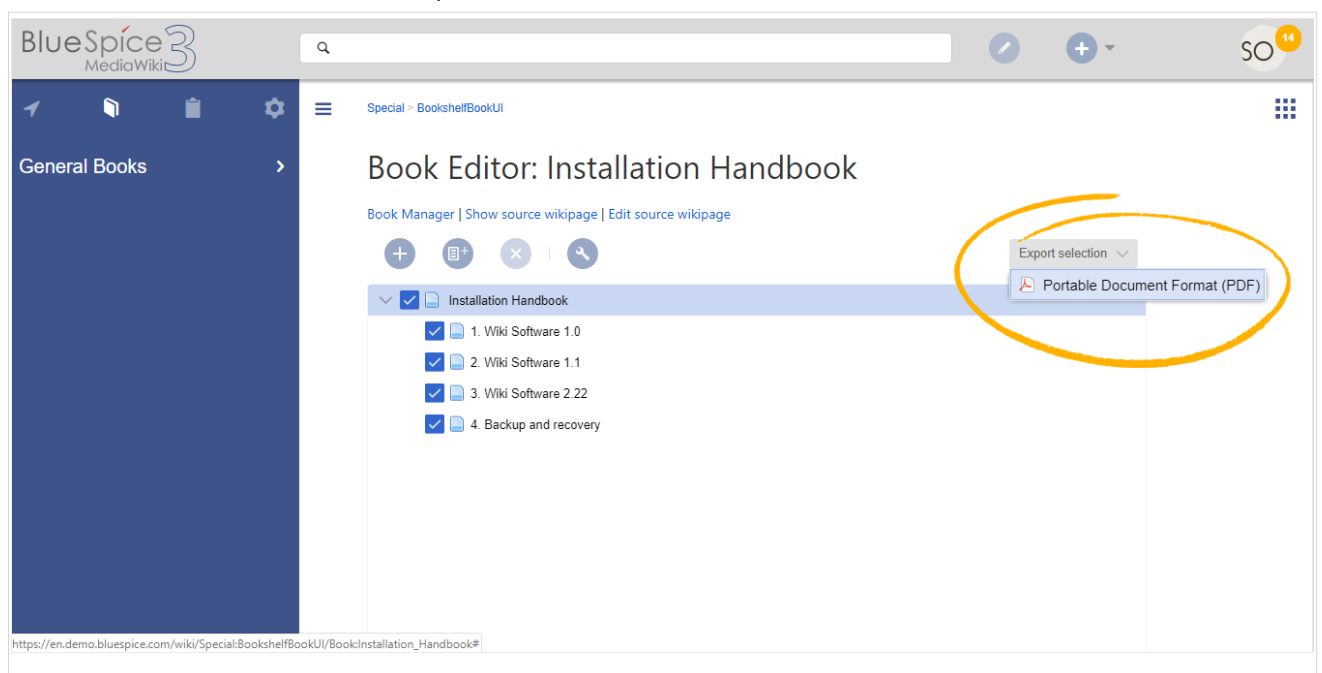 BlueSpice 3
MediaWiki
SO
14
General Books
Special > BookshelfBookUI
Book Editor: Installation Handbook
Book Manager | Show source wikipage | Edit source wikipage
Export selection
Portable Document Format (PDF)
Installation Handbook
1. Wiki Software 1.0
2. Wiki Software 1.1
3. Wiki Software 2.22
4. Backup and recovery
https://en.demo.bluespice.com/wiki/Special:BookshelfBookUI/Book:Installation_Handbook#